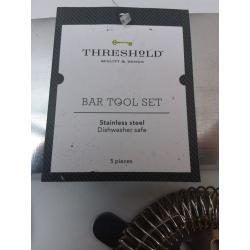 THRESHOLD
QUALITY & DESIGN
BAR TOOL SET
Stainless steel
Dishwasher safe
5 pieces